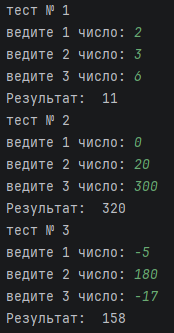 тест № 1
ведите 1 число: 2
ведите 2 число: 3
ведите 3 число: 6
Результат:  11
тест № 2
ведите 1 число: 0
ведите 2 число: 20
ведите 3 число: 300
Результат:  320
тест № 3
ведите 1 число: -5
ведите 2 число: 180
ведите 3 число: -17
Результат:  158